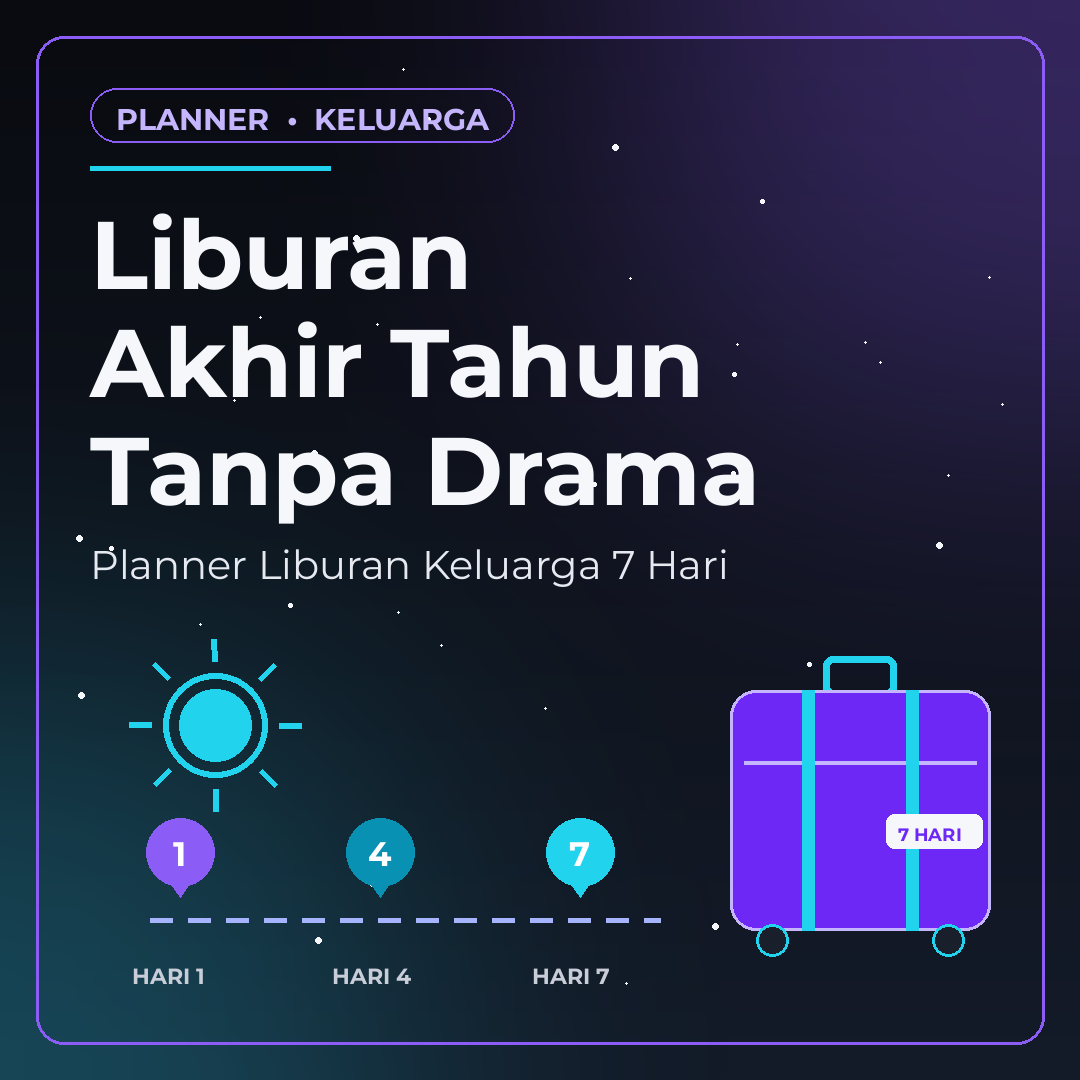 PLANNER • KELUARGA
Liburan
Akhir Tahun
Tanpa Drama
Planner Liburan Keluarga 7 Hari
1
4
7
7 HARI
HARI 1
HARI 4
HARI 7